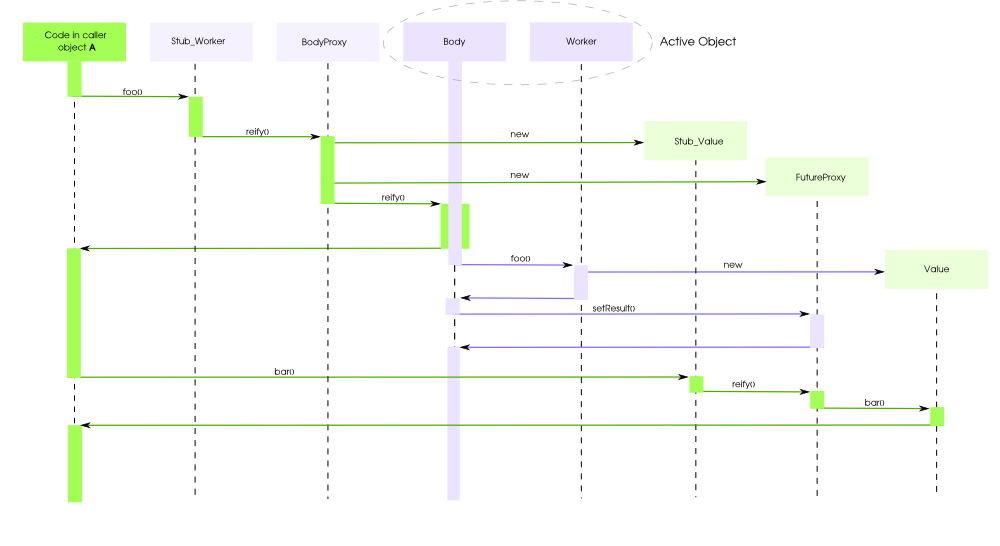 Code in caller
object A
Stub_Worker
BodyProxy
Body
Worker
Active Object
foo()
reify()
new
Stub_Value
new
FutureProxy
reify()
foo()
new
Value
setResult()
bar()
reify()
bar()